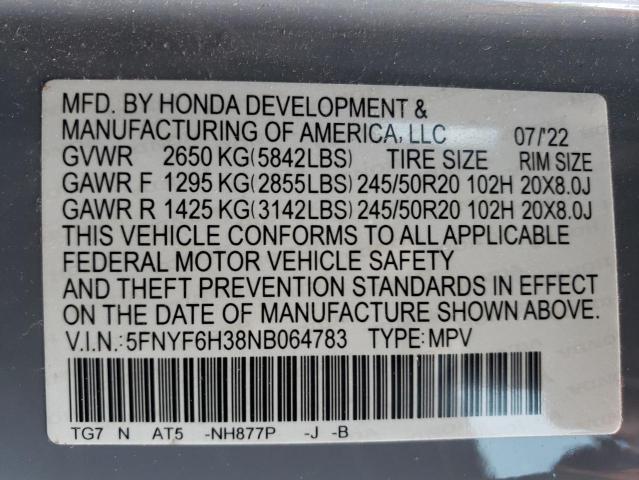 MFD. BY HONDA DEVELOPMENT &
MANUFACTURING OF AMERICA, LLC 07/'22
GVWR 2650 KG(5842LBS) TIRE SIZE RIM SIZE
GAWR F 1295 KG(2855LBS) 245/50R20 102H 20X8.0J
GAWR R 1425 KG(3142LBS) 245/50R20 102H 20X8.0J
THIS VEHICLE CONFORMS TO ALL APPLICABLE
FEDERAL MOTOR VEHICLE SAFETY
AND THEFT PREVENTION STANDARDS IN EFFECT
ON THE DATE OF MANUFACTURE SHOWN ABOVE.
V.I.N.:5FNYF6H38NB064783 TYPE:MPV
TG7 N AT5 -NH877P -J -B